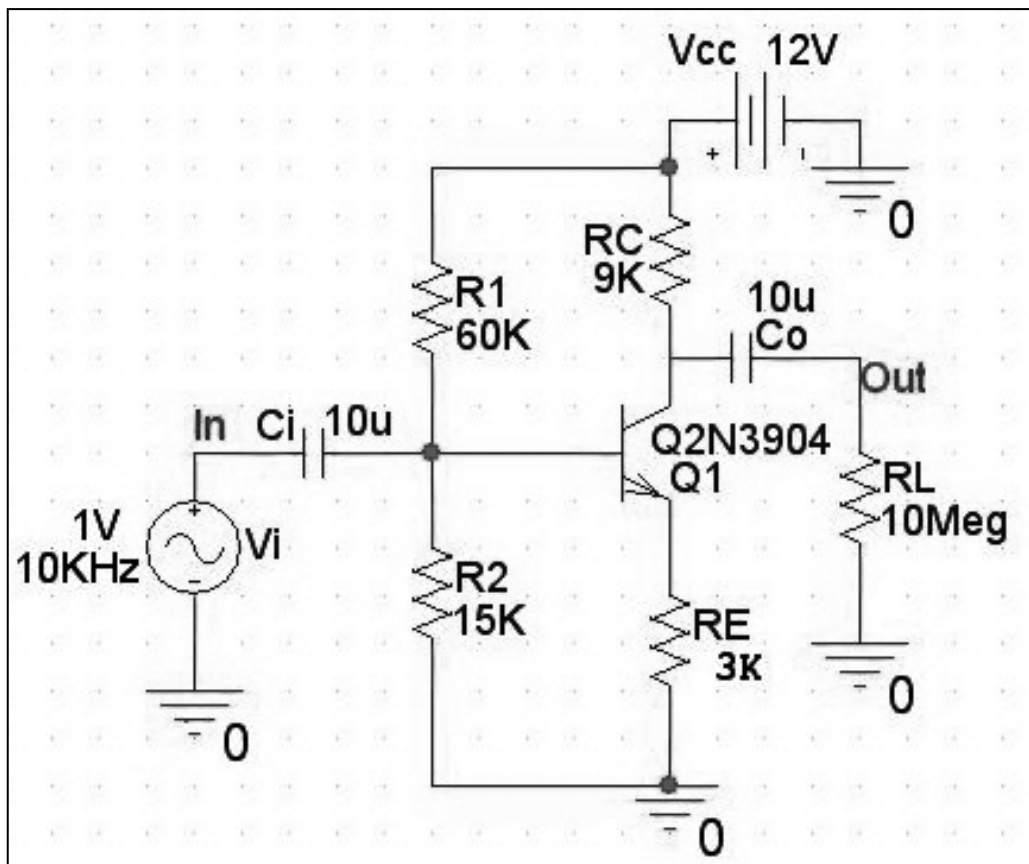 Vcc 12V
0
RC
9K
R1
60K
10u
Co
Out
In
Ci 10u
Q2N3904
Q1
1V
10KHz
Vi
RL
10Meg
R2
15K
RE
3K
0
0
0